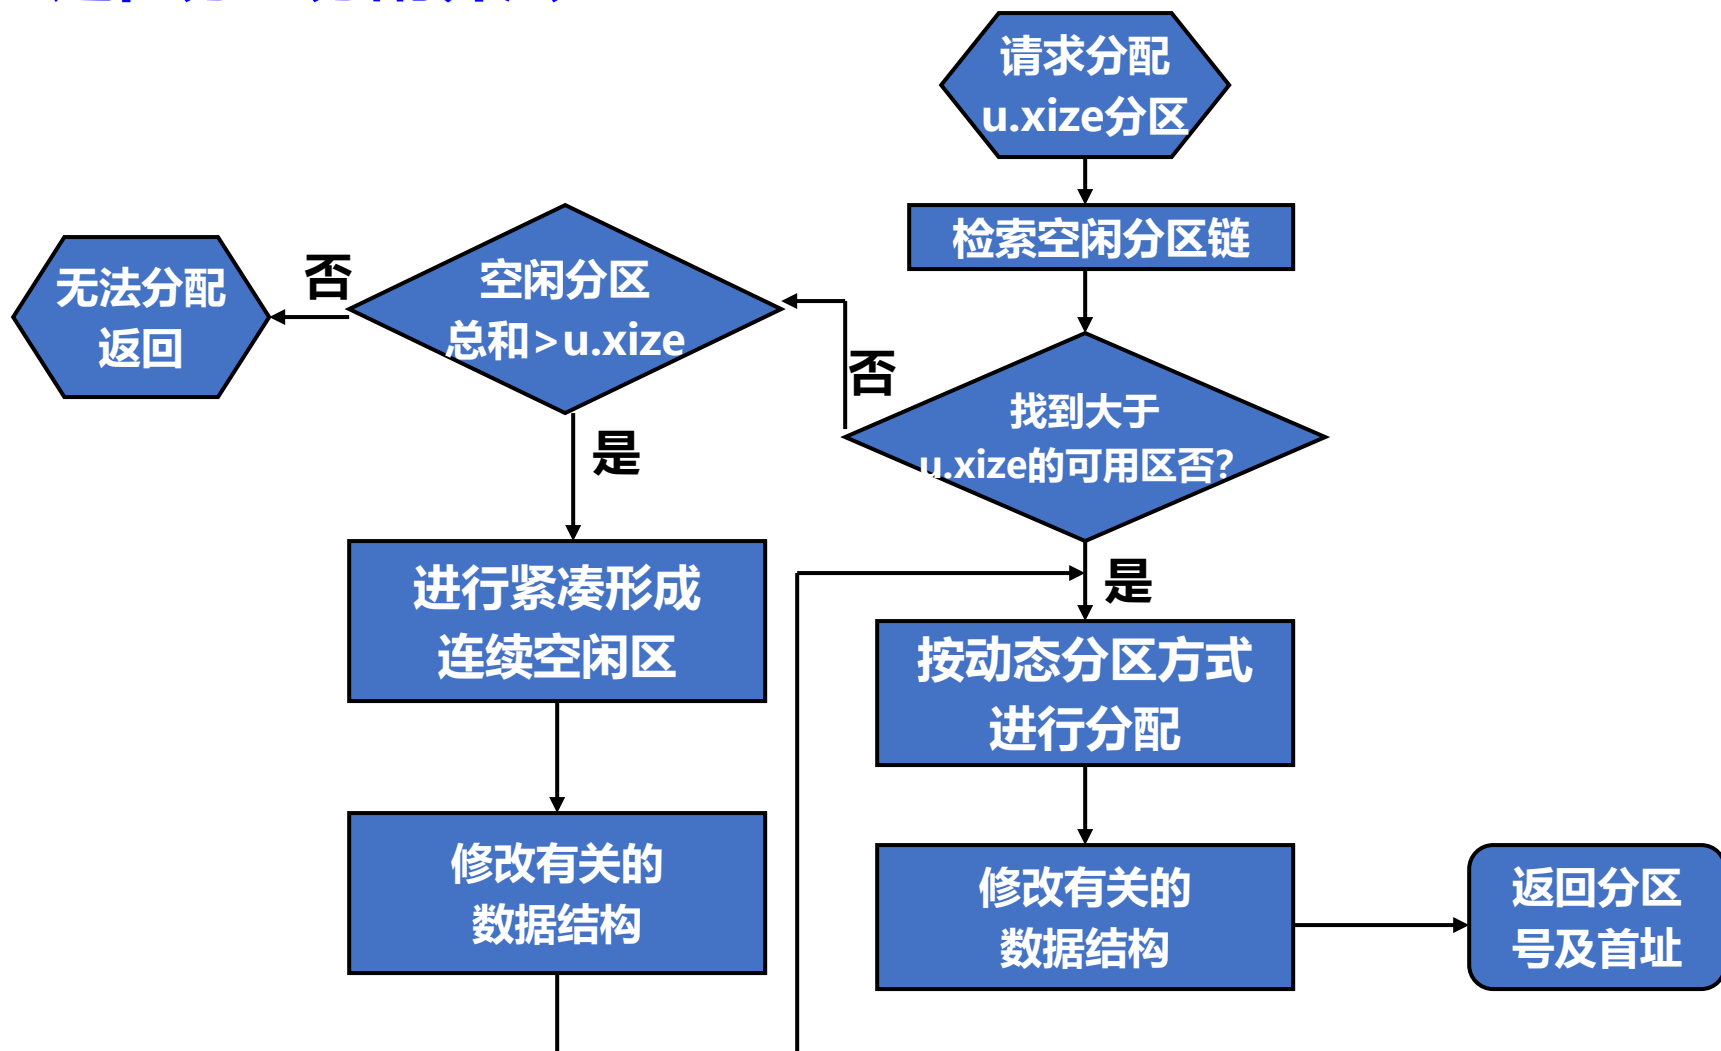 请求分配
u.xize分区
检索空闲分区链
找到大于
u.xize的可用区否?
否
是
空闲分区
总和>u.xize
否
无法分配
返回
是
进行紧凑形成
连续空闲区
修改有关的
数据结构
按动态分区方式
进行分配
修改有关的
数据结构
返回分区
号及首址